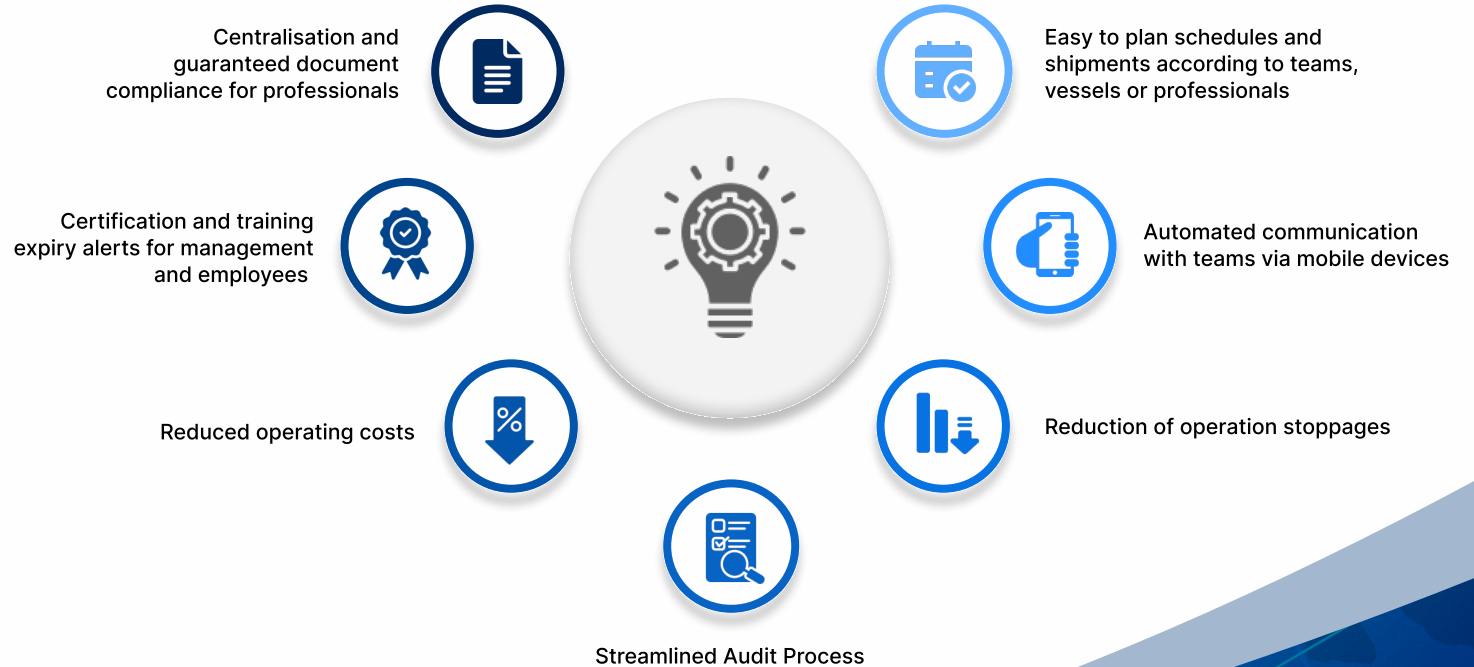 Centralisation and
guaranteed document
compliance for professionals
Easy to plan schedules and
shipments according to teams,
vessels or professionals
Certification and training
expiry alerts for management
and employees
Automated communication
with teams via mobile devices
Reduced operating costs
%
Reduction of operation stoppages
Streamlined Audit Process